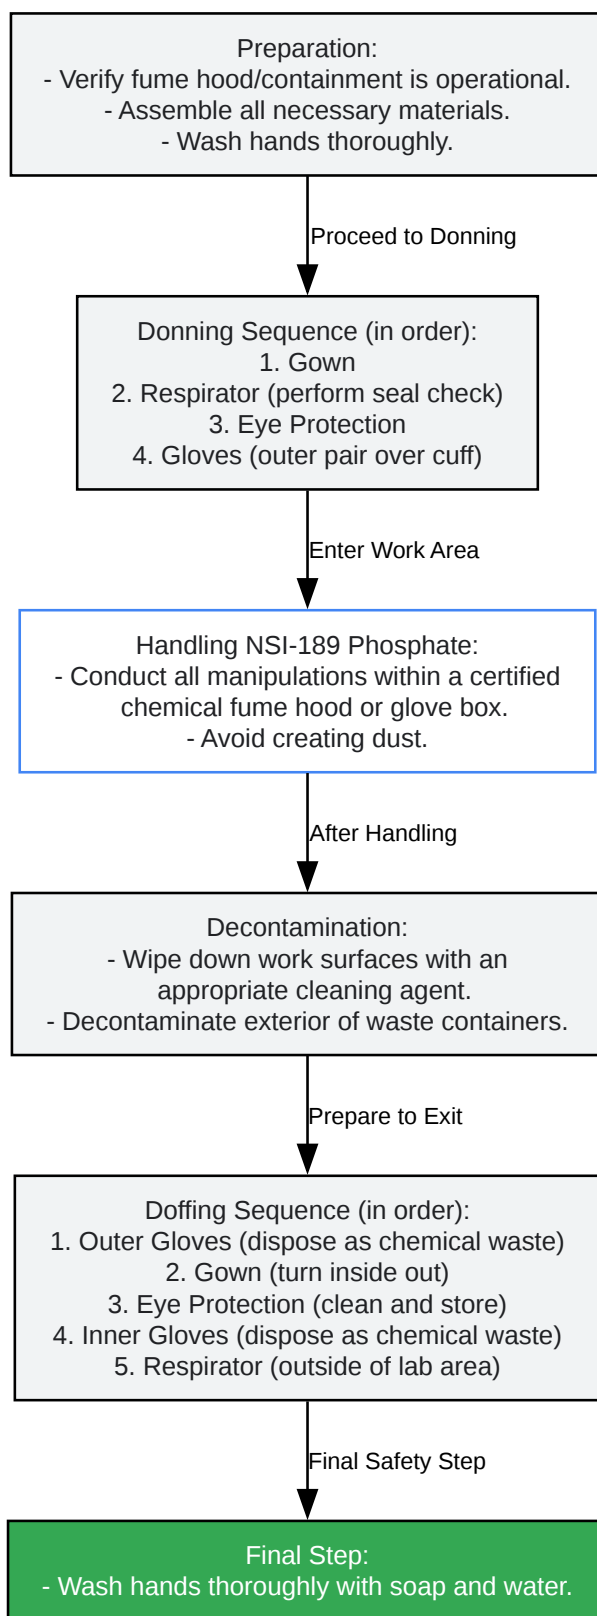 Preparation:
- Verify fume hood/containment is operational.
- Assemble all necessary materials.
- Wash hands thoroughly.
Proceed to Donning
Donning Sequence (in order):
1. Gown
2. Respirator (perform seal check)
3. Eye Protection
4. Gloves (outer pair over cuff)
Enter Work Area
Handling NSI-189 Phosphate:
- Conduct all manipulations within a certified
chemical fume hood or glove box.
- Avoid creating dust.
After Handling
Decontamination:
- Wipe down work surfaces with an
appropriate cleaning agent.
- Decontaminate exterior of waste containers.
Prepare to Exit
Doffing Sequence (in order):
1. Outer Gloves (dispose as chemical waste)
2. Gown (turn inside out)
3. Eye Protection (clean and store)
4. Inner Gloves (dispose as chemical waste)
5. Respirator (outside of lab area)
Final Safety Step
Final Step:
- Wash hands thoroughly with soap and water.